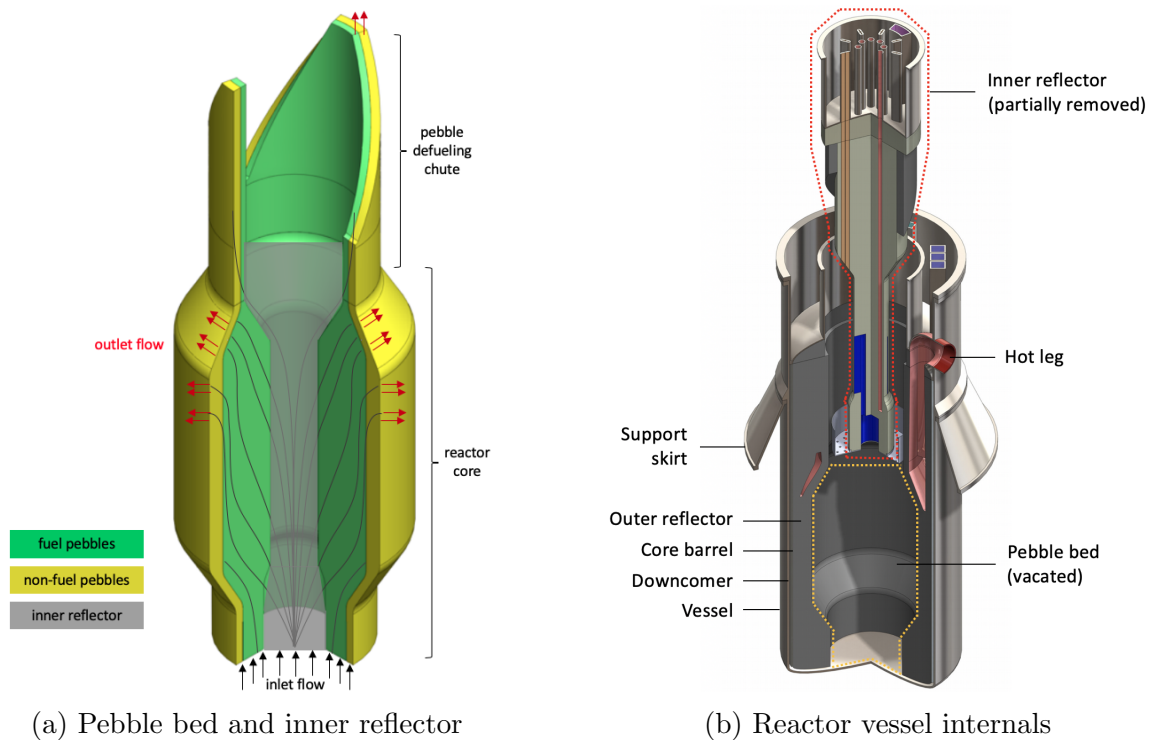 pebble
defueling
chute
outlet flow
reactor
core
fuel pebbles
non-fuel pebbles
inner reflector
inlet flow
(a) Pebble bed and inner reflector
Inner reflector
(partially removed)
Hot leg
Support
skirt
Outer reflector
Core barrel
Downcomer
Vessel
Pebble bed
(vacated)
(b) Reactor vessel internals